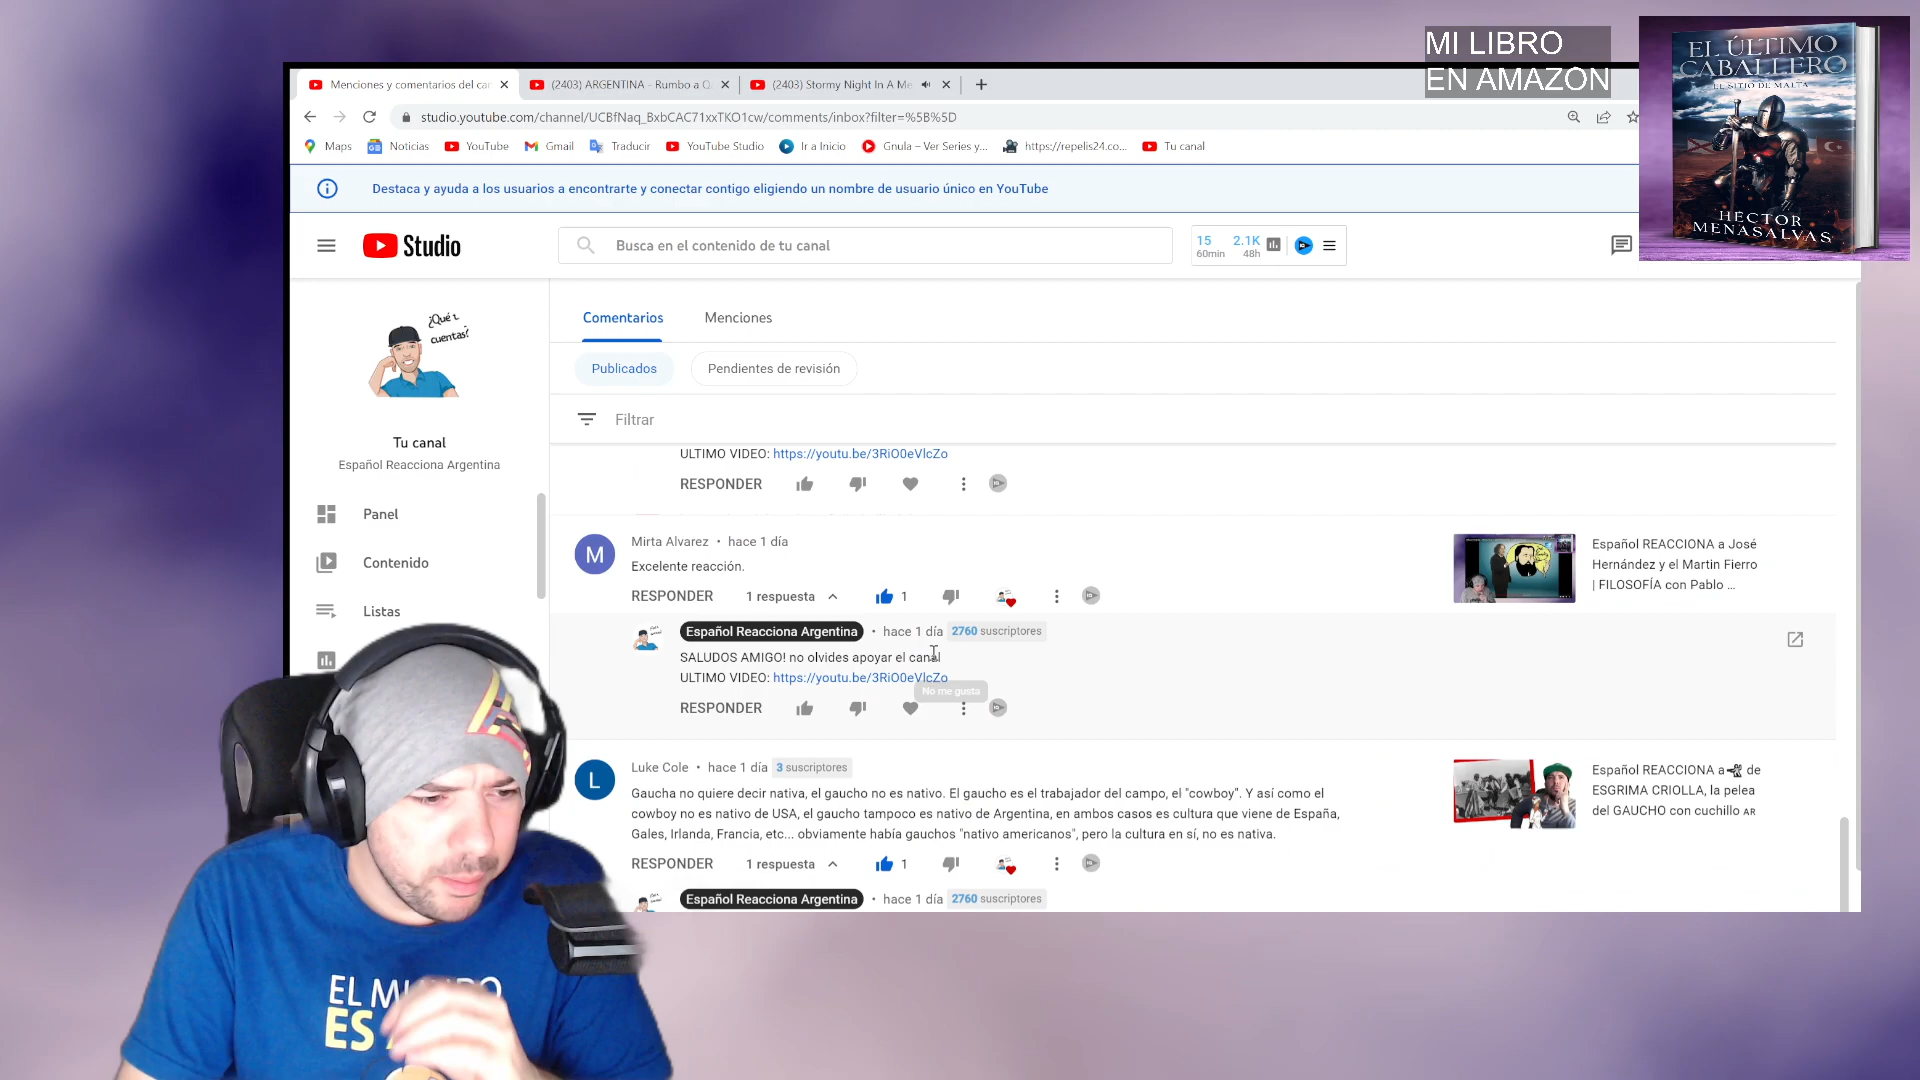 MI LIBRO
EN AMAZON
EL ÚLTIMO
CABALLERO
EL SITIO DE MALTA
HECTOR
MENASALVAS
Menciones y comentarios del ca
(2403) ARGENTINA - Rumbo a Q
(2403) Stormy Night In A Me
studio.youtube.com/channel/UCBfNaq_BxbCAC71xxTKO1cw/comments/inbox?filter=%5B%5D
Maps
Noticias
YouTube
Gmail
Traducir
YouTube Studio
Ir a Inicio
Gnula – Ver Series y...
https://repelis24.co...
Tu canal
Destaca y ayuda a los usuarios a encontrarte y conectar contigo eligiendo un nombre de usuario único en YouTube
Studio
Busca en el contenido de tu canal
15
60min
2.1K
48h
¿Qué
cuentas?
Tu canal
Español Reacciona Argentina
Panel
Contenido
Listas
Comentarios
Menciones
Publicados
Pendientes de revisión
Filtrar
ULTIMO VIDEO: https://youtu.be/3RiO0eVlcZo
RESPONDER
M
Mirta Alvarez • hace 1 día
Excelente reacción.
RESPONDER 1 respuesta 1
Español REACCIONA a José
Hernández y el Martin Fierro
| FILOSOFÍA con Pablo ...
Español Reacciona Argentina • hace 1 día 2760 suscriptores
SALUDOS AMIGO! no olvides apoyar el canal
ULTIMO VIDEO: https://youtu.be/3RiO0eVlcZo
No me gusta
RESPONDER
L
Luke Cole • hace 1 día 3 suscriptores
Gaucha no quiere decir nativa, el gaucho no es nativo. El gaucho es el trabajador del campo, el "cowboy". Y así como el
cowboy no es nativo de USA, el gaucho tampoco es nativo de Argentina, en ambos casos es cultura que viene de España,
Gales, Irlanda, Francia, etc... obviamente había gauchos "nativo americanos", pero la cultura en sí, no es nativa.
RESPONDER 1 respuesta 1
Español REACCIONA a de
ESGRIMA CRIOLLA, la pelea
del GAUCHO con cuchillo AR
Español Reacciona Argentina • hace 1 día 2760 suscriptores
EL MUNDO
ES